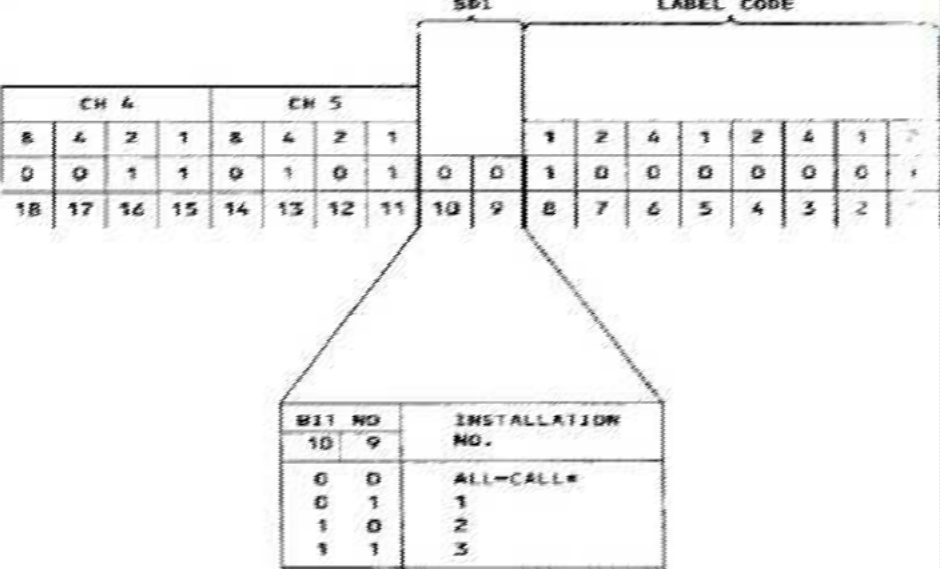 SDI LABEL CODE
CH 4 CH 5
8 4 2 1 8 4 2 1 1 2 4 1 2 4 1
0 0 1 1 0 1 0 1 0 0 1 0 0 0 0 0 0
18 17 16 15 14 13 12 11 10 9 8 7 6 5 4 3 2
BIT NO INSTALLATION
10 9 NO.
0 0 ALL-CALL*
0 1 1
1 0 2
1 1 3